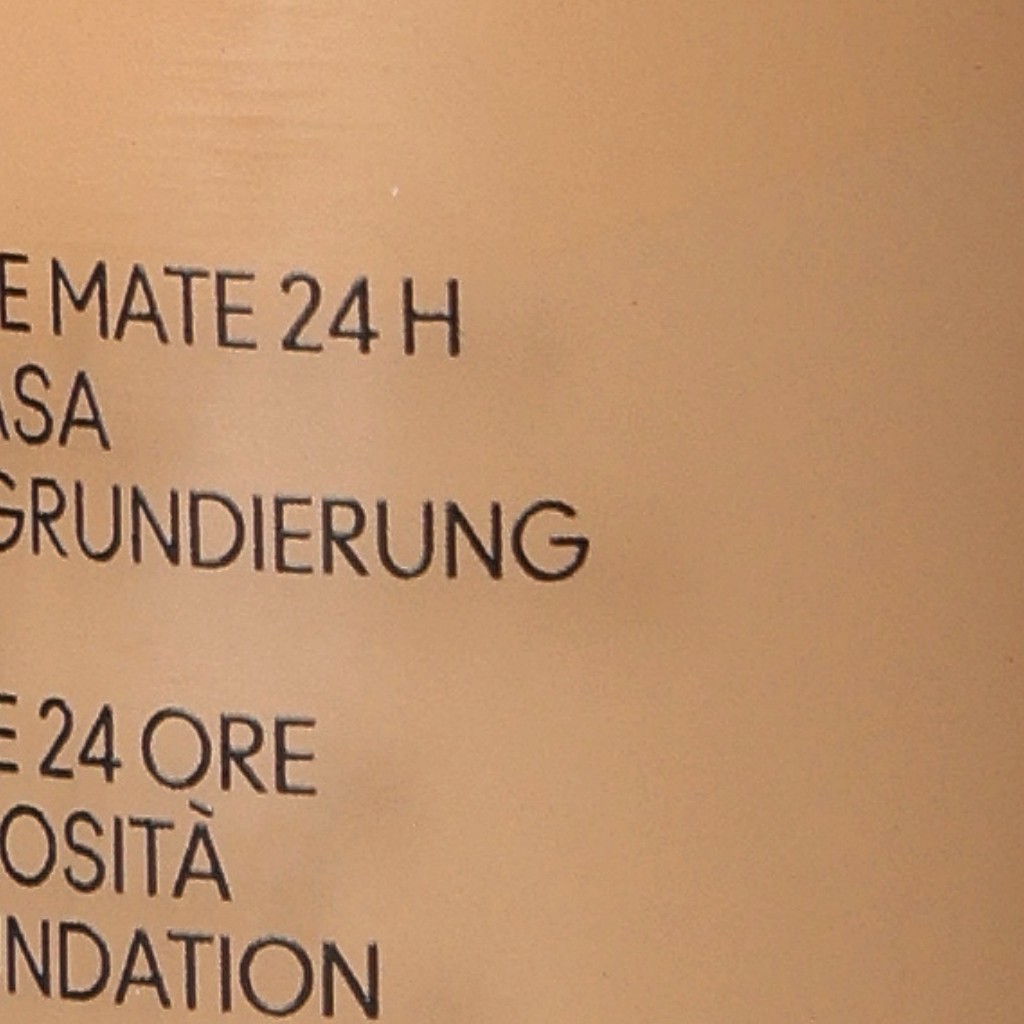 E MATE 24 H
ASA
GRUNDIERUNG
E 24 ORE
OSITÀ
NDATION